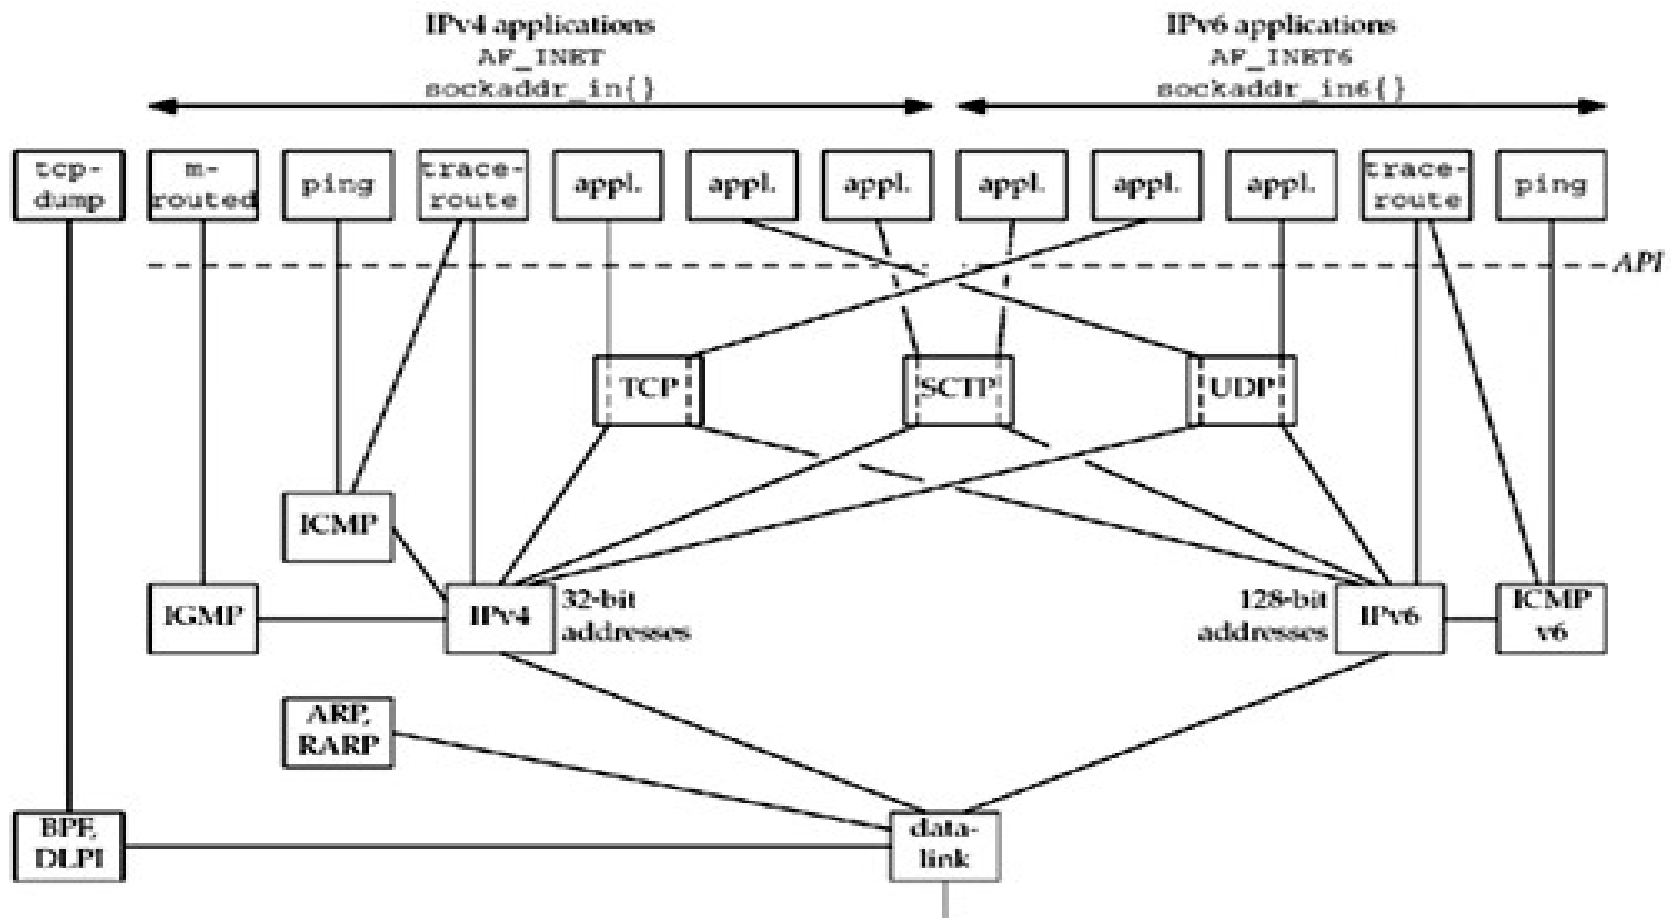 IPv4 applications
AF_INET
sockaddr_in{}
IPv6 applications
AF_INET6
sockaddr_in6{}
tcp-
dump
m-
routed
ping
trace-
route
appl.
appl.
appl.
appl.
appl.
appl.
trace-
route
ping
API
TCP
SCTP
UDP
ICMP
IGMP
IPv4
32-bit
addresses
128-bit
addresses
IPv6
ICMP
v6
ARP,
RARP
BPF,
DLPI
data-
link